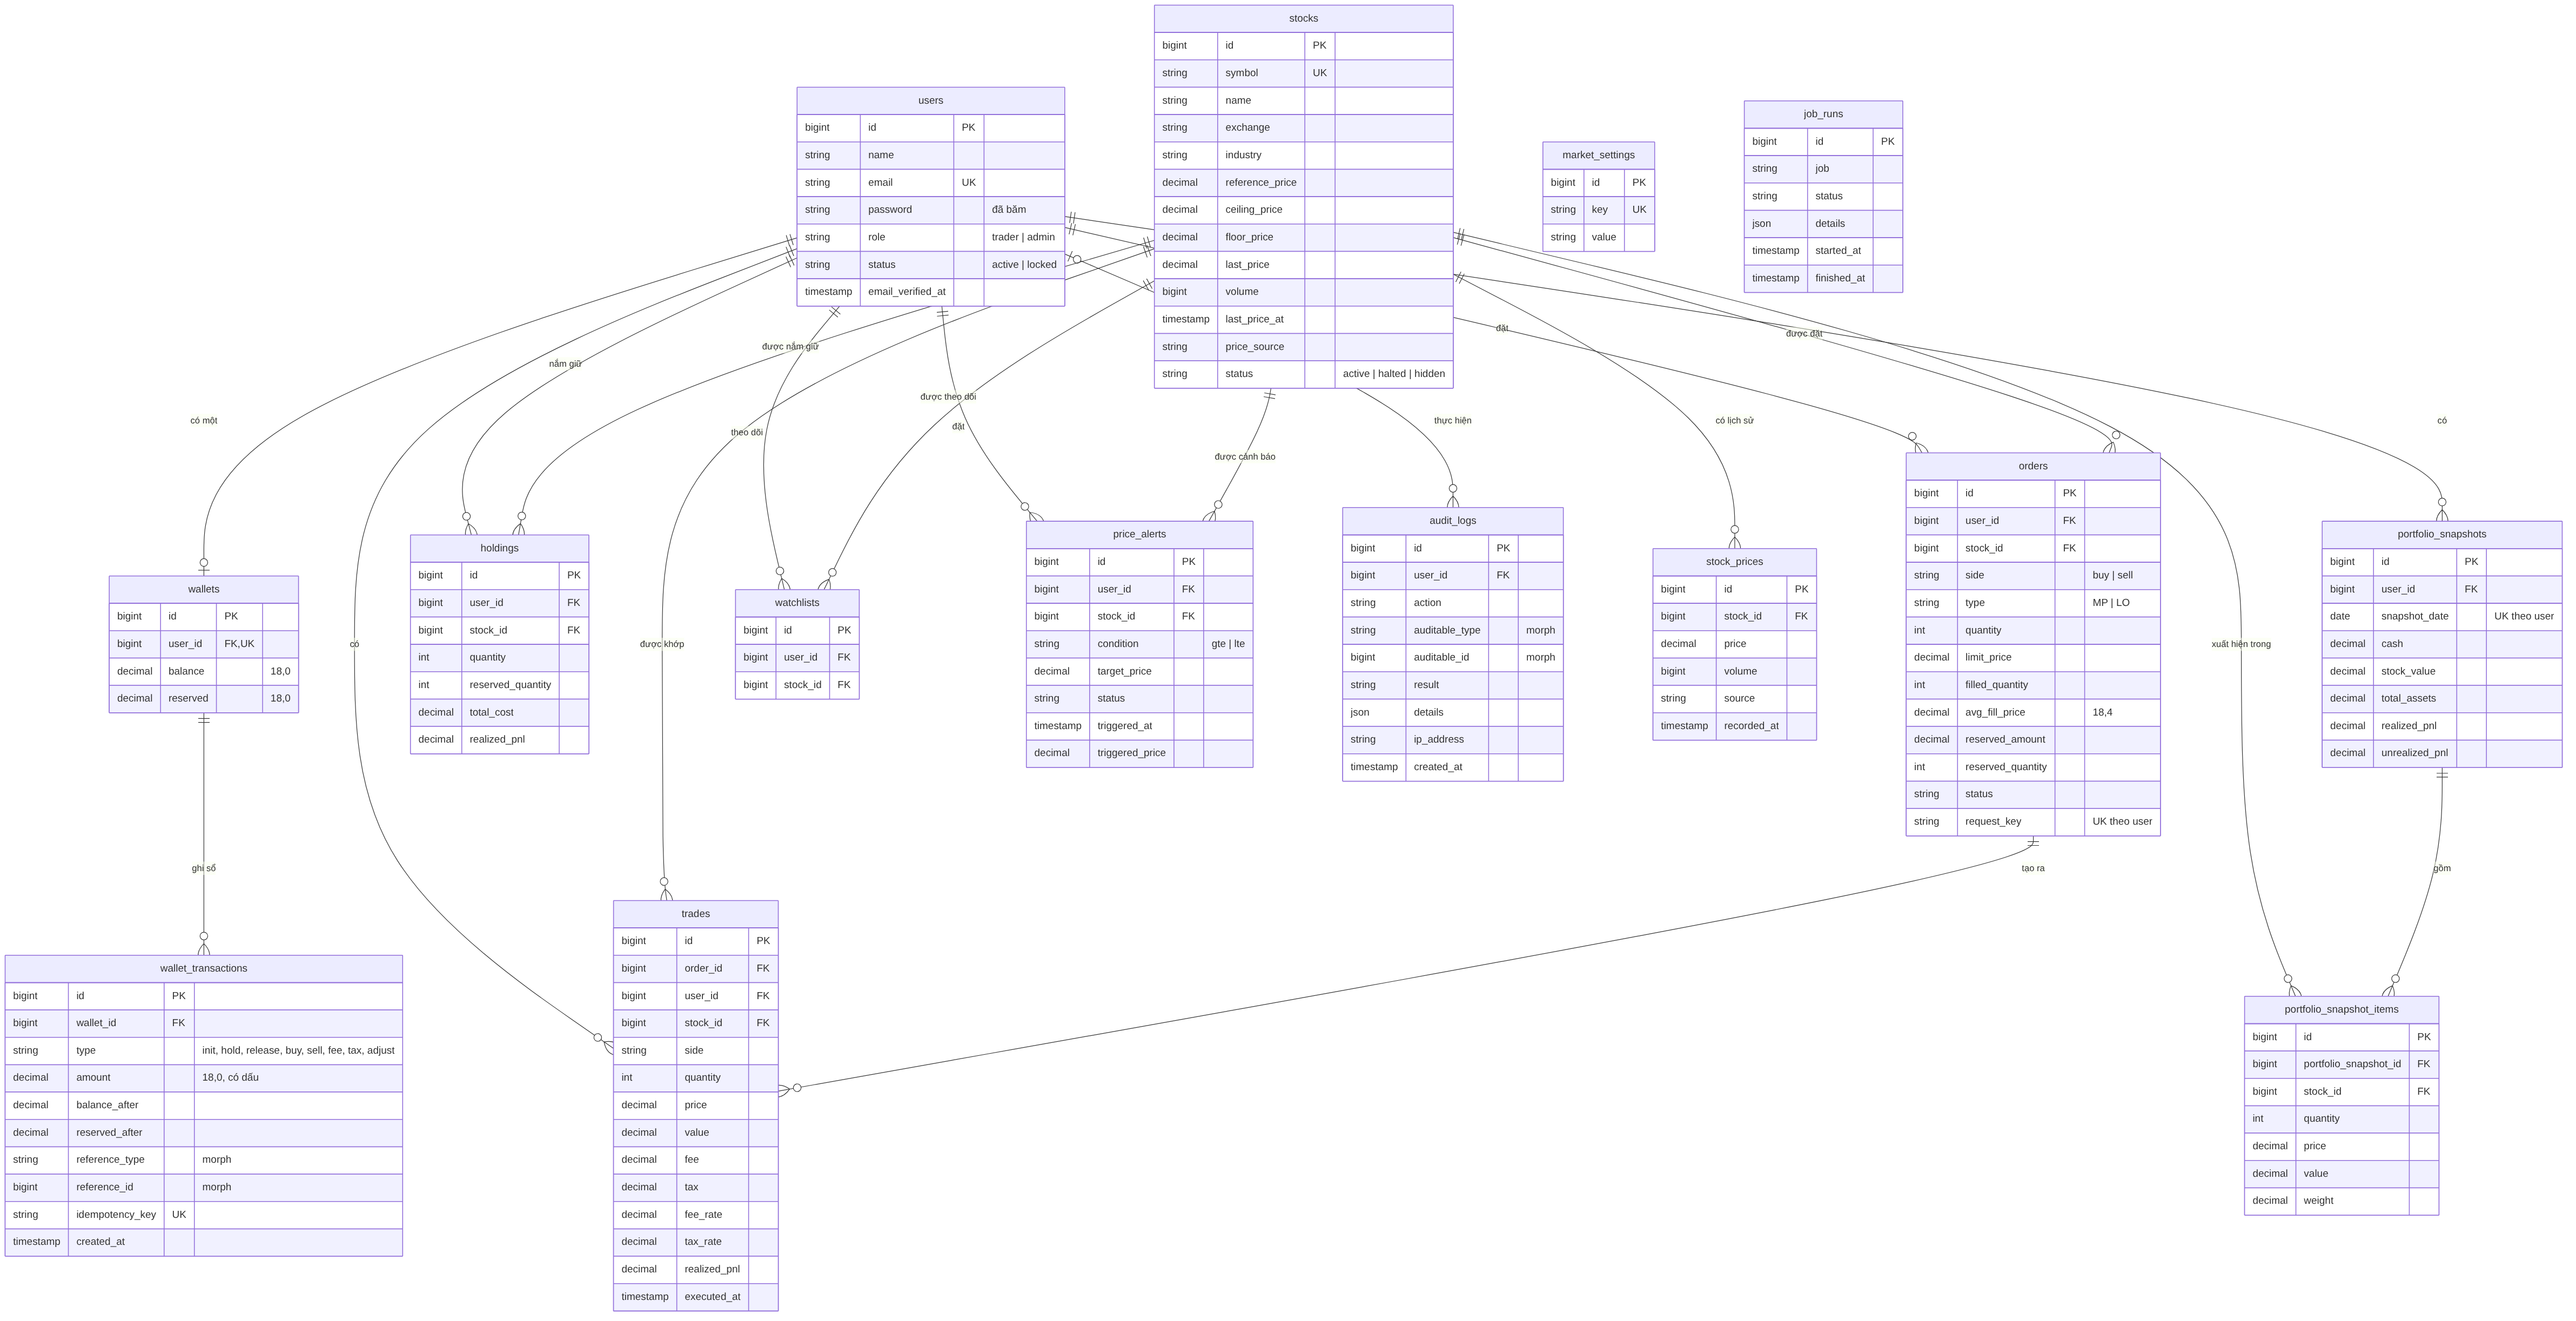 stocks
bigint id PK
string symbol UK
string name
string exchange
string industry
decimal reference_price
decimal ceiling_price
decimal floor_price
decimal last_price
bigint volume
timestamp last_price_at
string price_source
string status active | halted | hidden
users
bigint id PK
string name
string email UK
string password đã băm
string role trader | admin
string status active | locked
timestamp email_verified_at
market_settings
bigint id PK
string key UK
string value
job_runs
bigint id PK
string job
string status
json details
timestamp started_at
timestamp finished_at
đặt
được đặt
được nắm giữ
nắm giữ
được theo dõi
có một
theo dõi
đặt
thực hiện
có lịch sử
có
được cảnh báo
orders
bigint id PK
bigint user_id FK
bigint stock_id FK
string side buy | sell
string type MP | LO
int quantity
decimal limit_price
int filled_quantity
decimal avg_fill_price 18,4
decimal reserved_amount
int reserved_quantity
string status
string request_key UK theo user
audit_logs
bigint id PK
bigint user_id FK
string action
string auditable_type morph
bigint auditable_id morph
string result
json details
string ip_address
timestamp created_at
price_alerts
bigint id PK
bigint user_id FK
bigint stock_id FK
string condition gte | lte
decimal target_price
string status
timestamp triggered_at
decimal triggered_price
portfolio_snapshots
bigint id PK
bigint user_id FK
date snapshot_date UK theo user
decimal cash
decimal stock_value
decimal total_assets
decimal realized_pnl
decimal unrealized_pnl
holdings
bigint id PK
bigint user_id FK
bigint stock_id FK
int quantity
int reserved_quantity
decimal total_cost
decimal realized_pnl
stock_prices
bigint id PK
bigint stock_id FK
decimal price
bigint volume
string source
timestamp recorded_at
wallets
bigint id PK
bigint user_id FK,UK
decimal balance 18,0
decimal reserved 18,0
watchlists
bigint id PK
bigint user_id FK
bigint stock_id FK
có
được khớp
xuất hiện trong
ghi sổ
tạo ra
gồm
trades
bigint id PK
bigint order_id FK
bigint user_id FK
bigint stock_id FK
string side
int quantity
decimal price
decimal value
decimal fee
decimal tax
decimal fee_rate
decimal tax_rate
decimal realized_pnl
timestamp executed_at
wallet_transactions
bigint id PK
bigint wallet_id FK
string type init, hold, release, buy, sell, fee, tax, adjust
decimal amount 18,0, có dấu
decimal balance_after
decimal reserved_after
string reference_type morph
bigint reference_id morph
string idempotency_key UK
timestamp created_at
portfolio_snapshot_items
bigint id PK
bigint portfolio_snapshot_id FK
bigint stock_id FK
int quantity
decimal price
decimal value
decimal weight